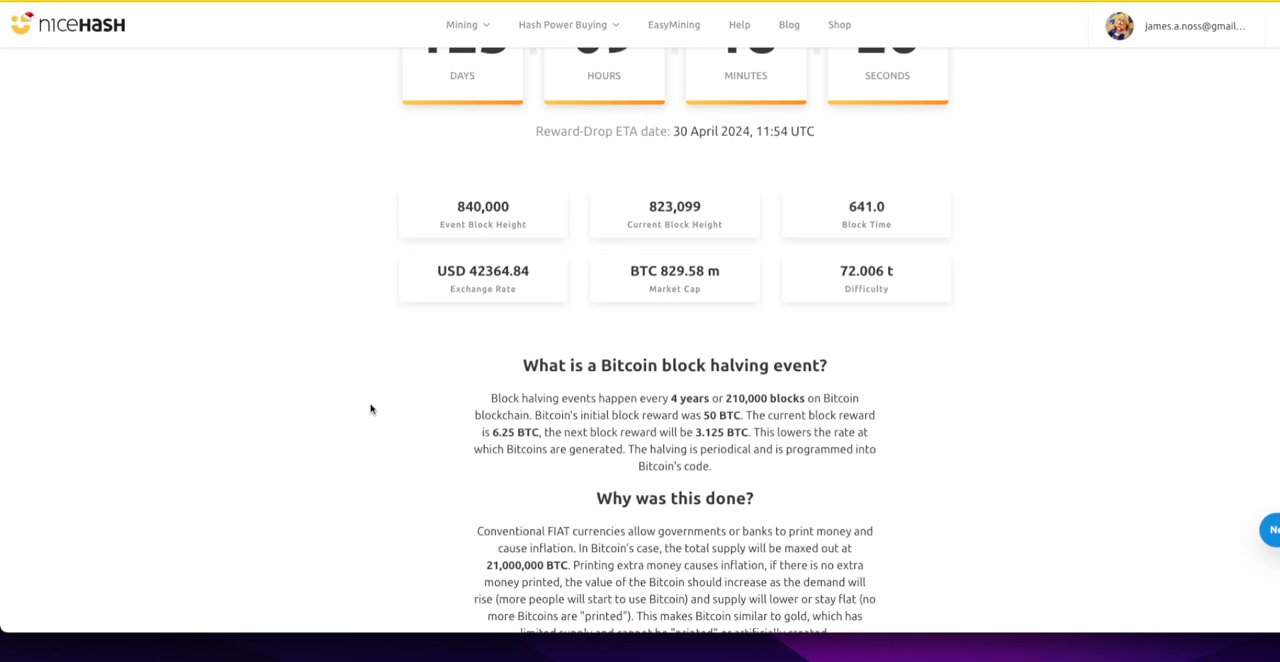 nıceHASH Mining Hash Power Buying EasyMining Help Blog Shop james.a.noss@gmail...
DAYS HOURS MINUTES SECONDS
Reward-Drop ETA date: 30 April 2024, 11:54 UTC
840,000 823,099 641.0
Event Block Height Current Block Height Block Time
USD 42364.84 BTC 829.58 m 72.006 t
Exchange Rate Market Cap Difficulty
What is a Bitcoin block halving event?
Block halving events happen every 4 years or 210,000 blocks on Bitcoin
blockchain. Bitcoin's initial block reward was 50 BTC. The current block reward
is 6.25 BTC, the next block reward will be 3.125 BTC. This lowers the rate at
which Bitcoins are generated. The halving is periodical and is programmed into
Bitcoin's code.
Why was this done?
Conventional FIAT currencies allow governments or banks to print money and
cause inflation. In Bitcoin's case, the total supply will be maxed out at
21,000,000 BTC. Printing extra money causes inflation, if there is no extra
money printed, the value of the Bitcoin should increase as the demand will
rise (more people will start to use Bitcoin) and supply will lower or stay flat (no
more Bitcoins are "printed"). This makes Bitcoin similar to gold, which has
limited supply and cannot be "printed" or artificially created.